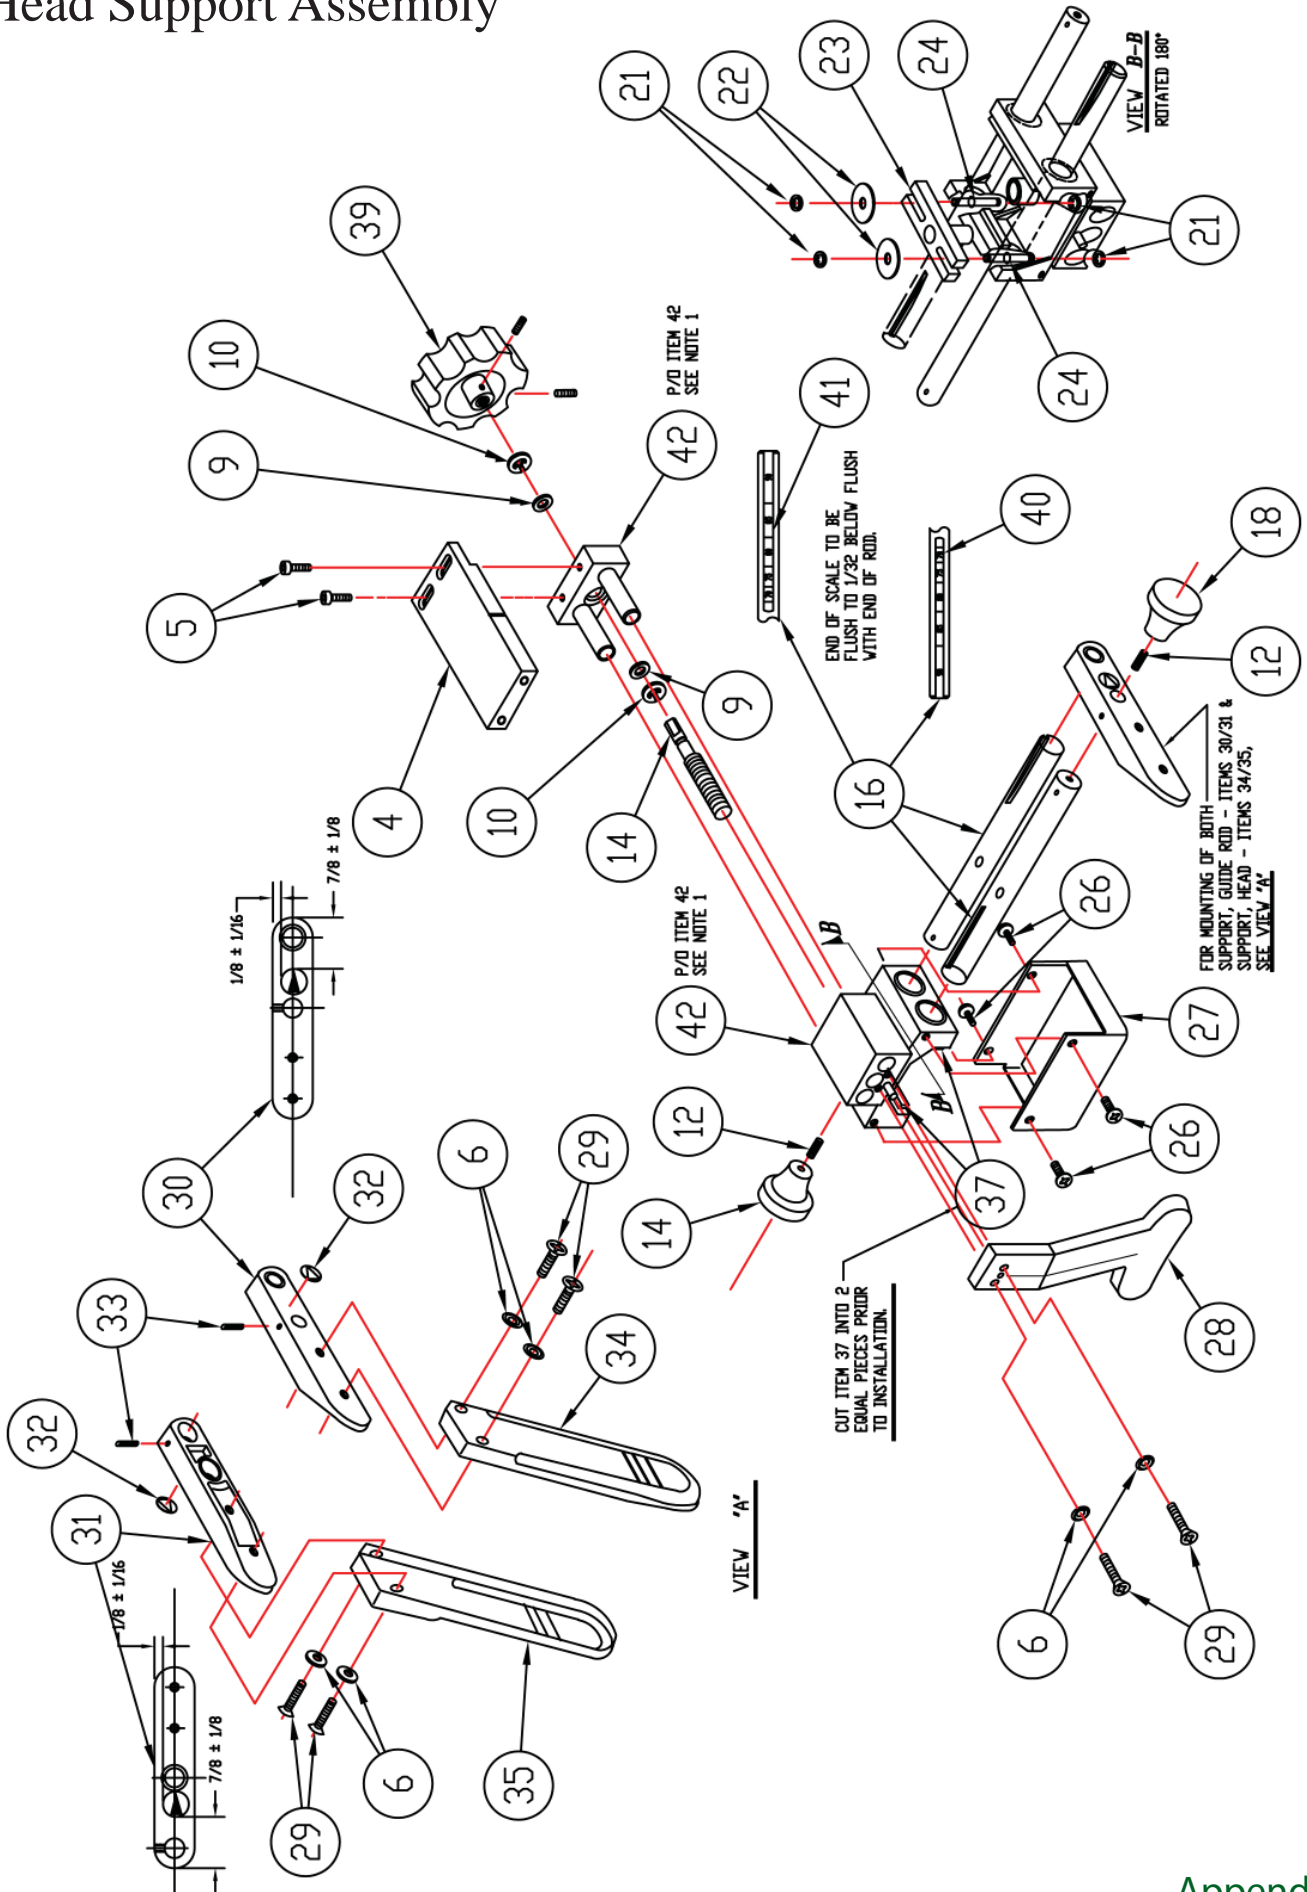 Head Support Assembly
21
22
23
24
VIEW B-B
ROTATED 180°
39
10
9
5
4
P/O ITEM 42
SEE NOTE 1
42
41
24
21
END OF SCALE TO BE
FLUSH TO 1/32 BELOW FLUSH
WITH END OF ROD.
40
18
12
9
10
14
16
1/8 ± 1/16
7/8 ± 1/8
30
32
6
29
P/O ITEM 42
SEE NOTE 1
42
12
14
B
B
26
27
26
FOR MOUNTING OF BOTH
SUPPORT, GUIDE ROD - ITEMS 30/31 &
SUPPORT, HEAD - ITEMS 34/35,
SEE VIEW 'A'
37
CUT ITEM 37 INTO 2
EQUAL PIECES PRIOR
TO INSTALLATION.
28
33
32
31
1/8 ± 1/16
7/8 ± 1/8
34
VIEW 'A'
35
6
29
6
29
Append